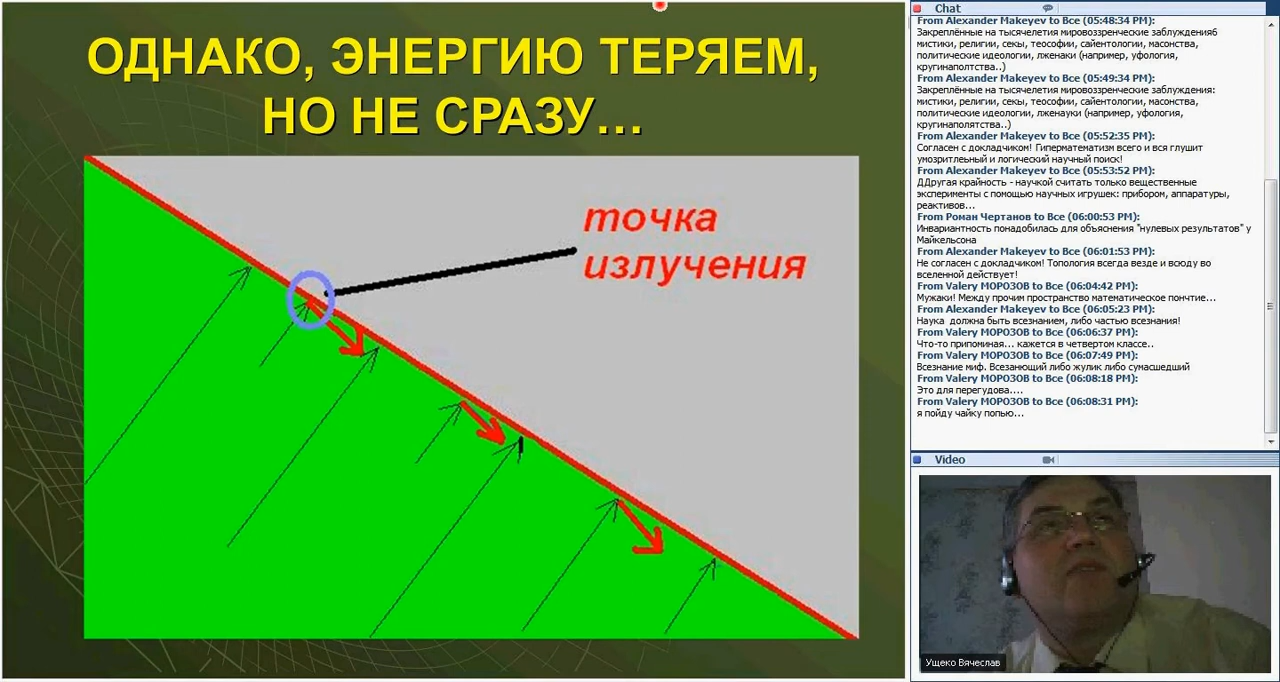 ОДНАКО, ЭНЕРГИЮ ТЕРЯЕМ,
НО НЕ СРАЗУ...
точка
излучения
Chat
From Alexander Makeyev to Все (05:48:34 PM):
Закреплённые на тысячелетия мировоззренческие заблуждения6
мистики, религии, секы, теософии, сайентологии, масонства,
политические идеологии, лженаки (например, уфология,
кругинаполтства..)
From Alexander Makeyev to Все (05:49:34 PM):
Закреплённые на тысячелетия мировоззренческие заблуждения:
мистики, религии, секы, теософии, сайентологии, масонства,
политические идеологии, лженауки (например, уфология,
кругинаполятства..)
From Alexander Makeyev to Все (05:52:35 PM):
Согласен с докладчиком! Гиперматематизм всего и вся глушит
умозритлеьный и логический научный поиск!
From Alexander Makeyev to Все (05:53:52 PM):
ДДругая крайность - научкой считать только вещественные
эксперименты с помощью научных игрушек: прибором, аппаратуры,
реактивов...
From Роман Чертанов to Все (06:00:53 PM):
Инвариантность понадобилась для объяснения "нулевых результатов" у
Майкельсона
From Alexander Makeyev to Все (06:01:53 PM):
Не согласен с докладчиком! Топология всегда везде и всюду во
вселенной действует!
From Valery МОРОЗОВ to Все (06:04:42 PM):
Мужаки! Между прочим пространство математическое пончтие...
From Alexander Makeyev to Все (06:05:23 PM):
Наука должна быть всезнанием, либо частью всезнания!
From Valery МОРОЗОВ to Все (06:06:37 PM):
Что-то припоминая... кажется в четвертом классе..
From Valery МОРОЗОВ to Все (06:07:49 PM):
Всезнание миф. Всезанющий либо жулик либо сумасшедший
From Valery МОРОЗОВ to Все (06:08:18 PM):
Это для перегудова....
From Valery МОРОЗОВ to Все (06:08:31 PM):
я пойду чайку попью...
Video
Ущеко Вячеслав